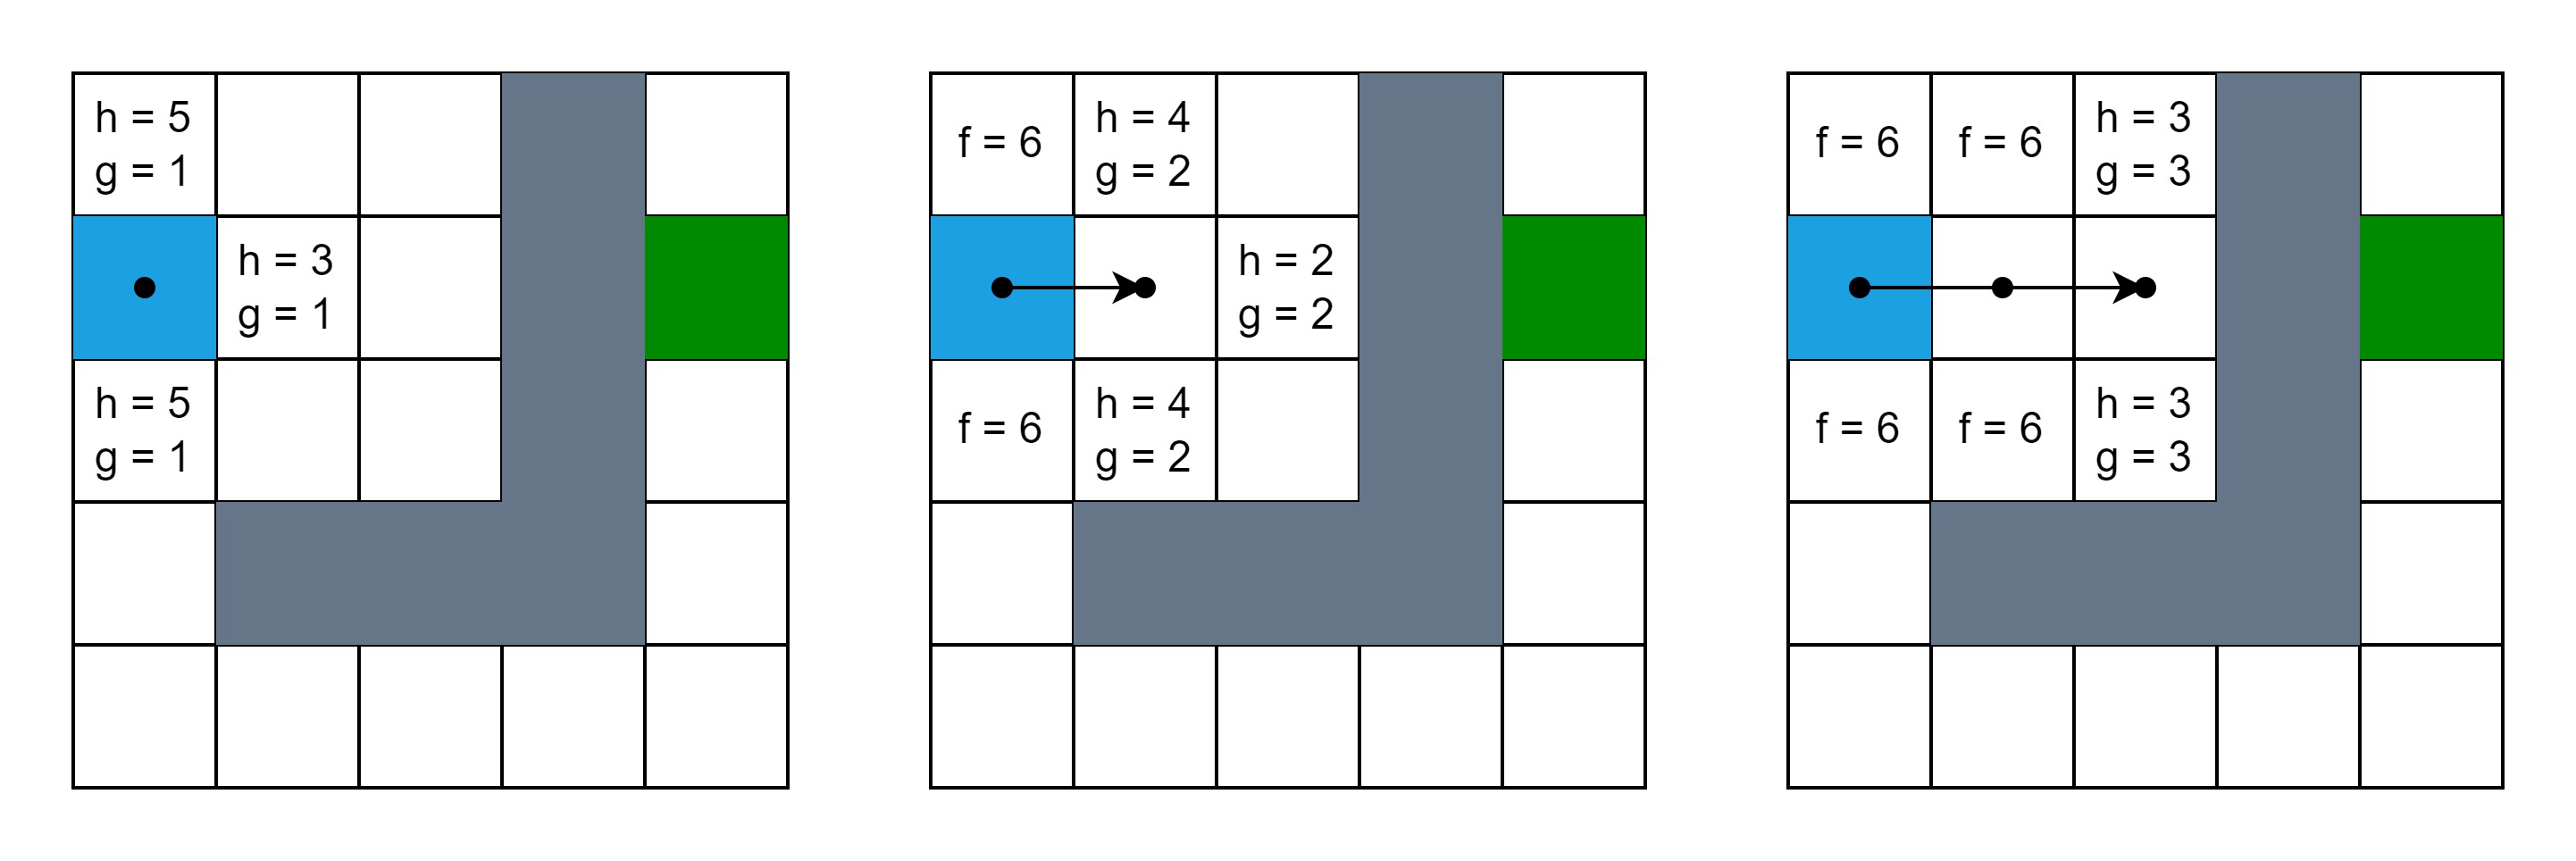 h = 5
g = 1
h = 3
g = 1
h = 5
g = 1
f = 6
h = 4
g = 2
h = 2
g = 2
f = 6
h = 4
g = 2
f = 6
f = 6
h = 3
g = 3
f = 6
f = 6
h = 3
g = 3